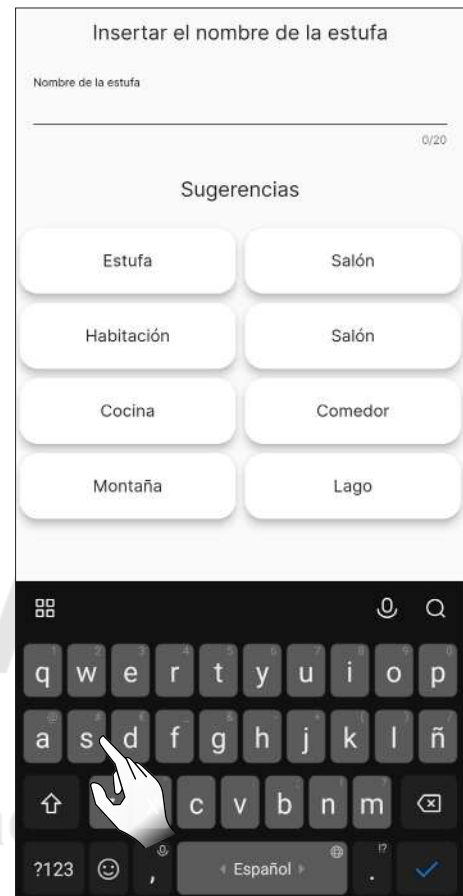 Insertar el nombre de la estufa
Nombre de la estufa
0/20
Sugerencias
Estufa Salón
Habitación Salón
Cocina Comedor
Montaña Lago
q w e r t y u i o p
a s d f g h j k l ñ
c v b n m
?123 , Español .